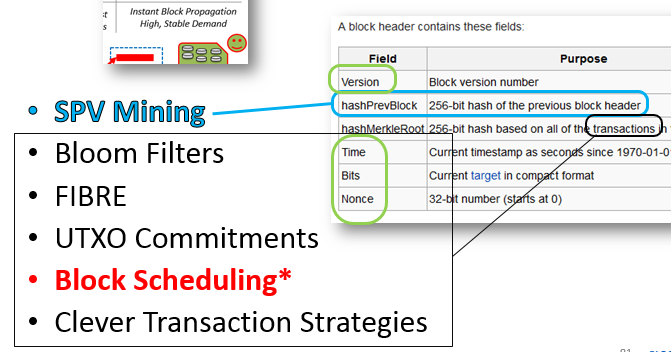 Instant Block Propagation
High, Stable Demand
A block header contains these fields:
Field Purpose
Version Block version number
hashPrevBlock 256-bit hash of the previous block header
hashMerkleRoot 256-bit hash based on all of the transactions in
Time Current timestamp as seconds since 1970-01-0
Bits Current target in compact format
Nonce 32-bit number (starts at 0)
• SPV Mining
• Bloom Filters
• FIBRE
• UTXO Commitments
• Block Scheduling*
• Clever Transaction Strategies